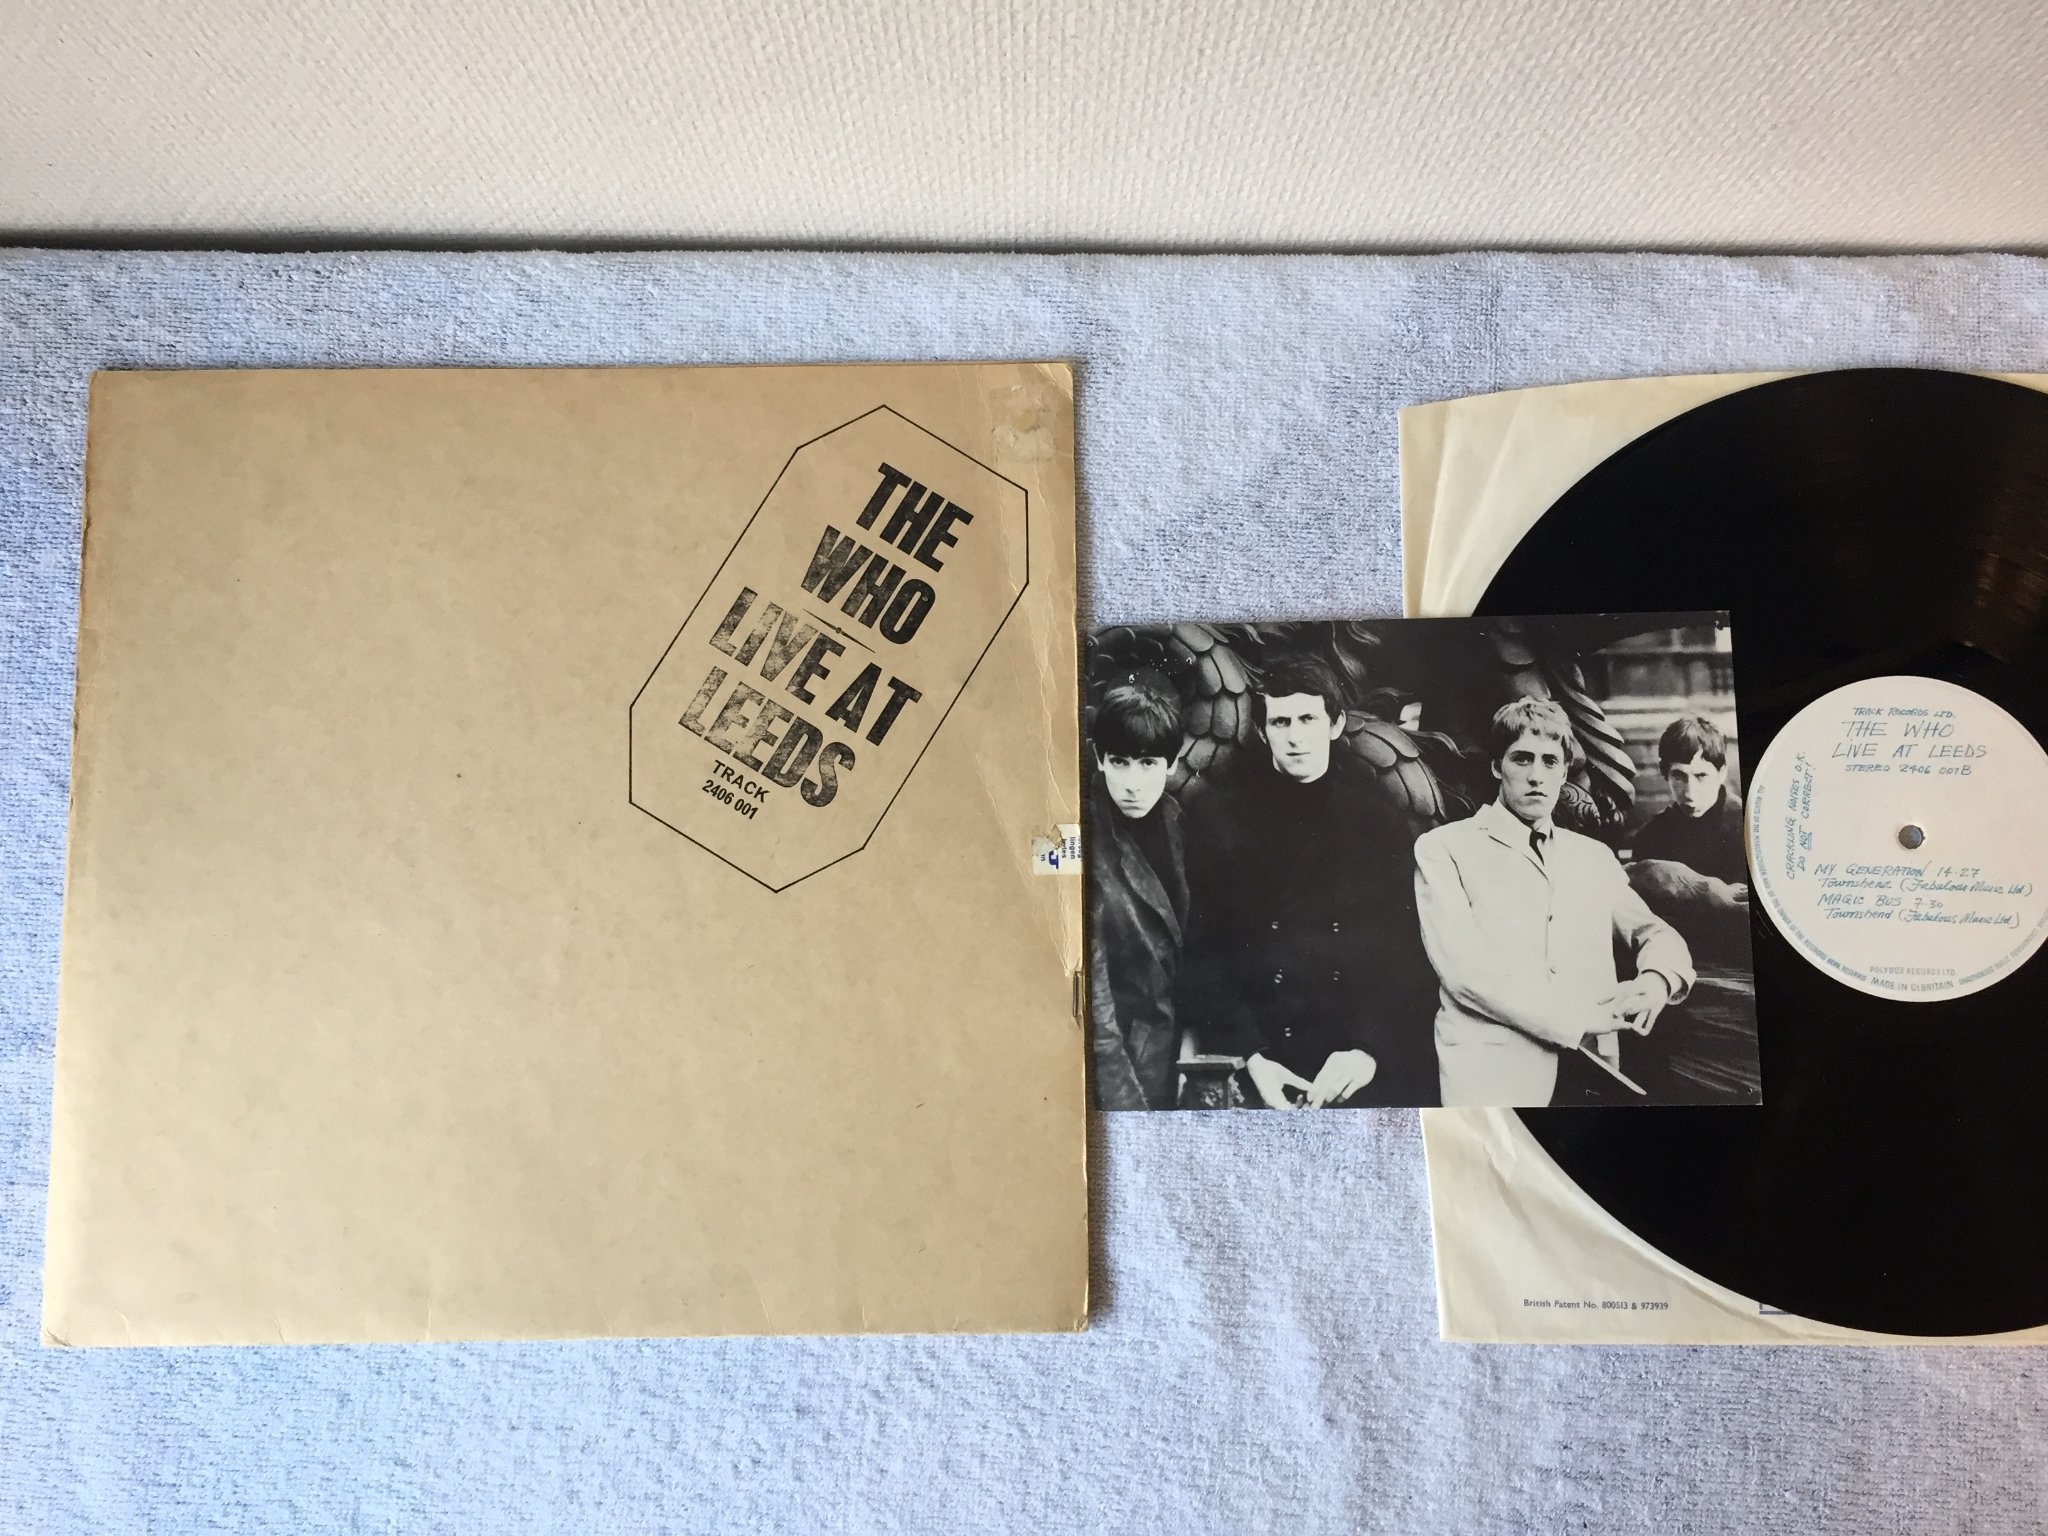 THE
WHO
LIVE AT
LEEDS
TRACK
2406 001
TRACK RECORDS LTD.
THE WHO
LIVE AT LEEDS
STEREO 2406 001B
CRACKLING NOISES O.K.
DO NOT CORRECT!
MY GENERATION 14.27
Townshend (Fabulous Music Ltd)
MAGIC BUS 7.30
Townshend (Fabulous Music Ltd.)
POLYDOR RECORDS LTD.
MADE IN GT.BRITAIN
British Patent No. 800513 & 973939